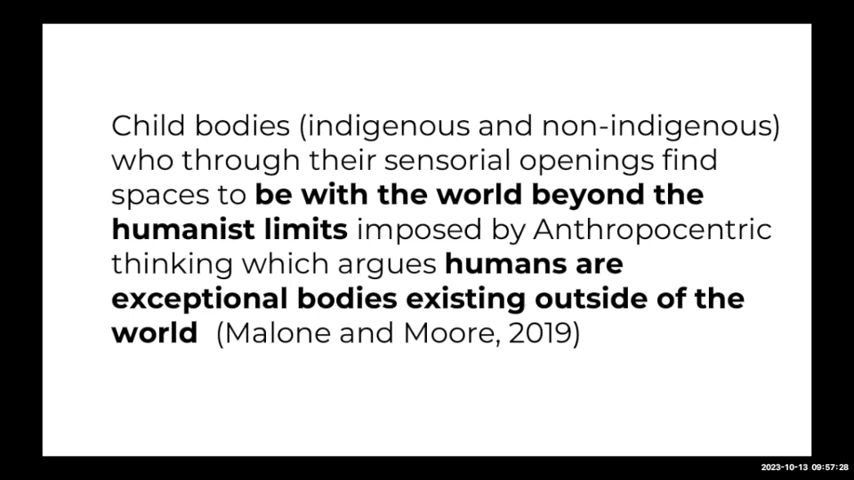 Child bodies (indigenous and non-indigenous)
who through their sensorial openings find
spaces to be with the world beyond the
humanist limits imposed by Anthropocentric
thinking which argues humans are
exceptional bodies existing outside of the
world (Malone and Moore, 2019)
2023-10-13 09:57:28